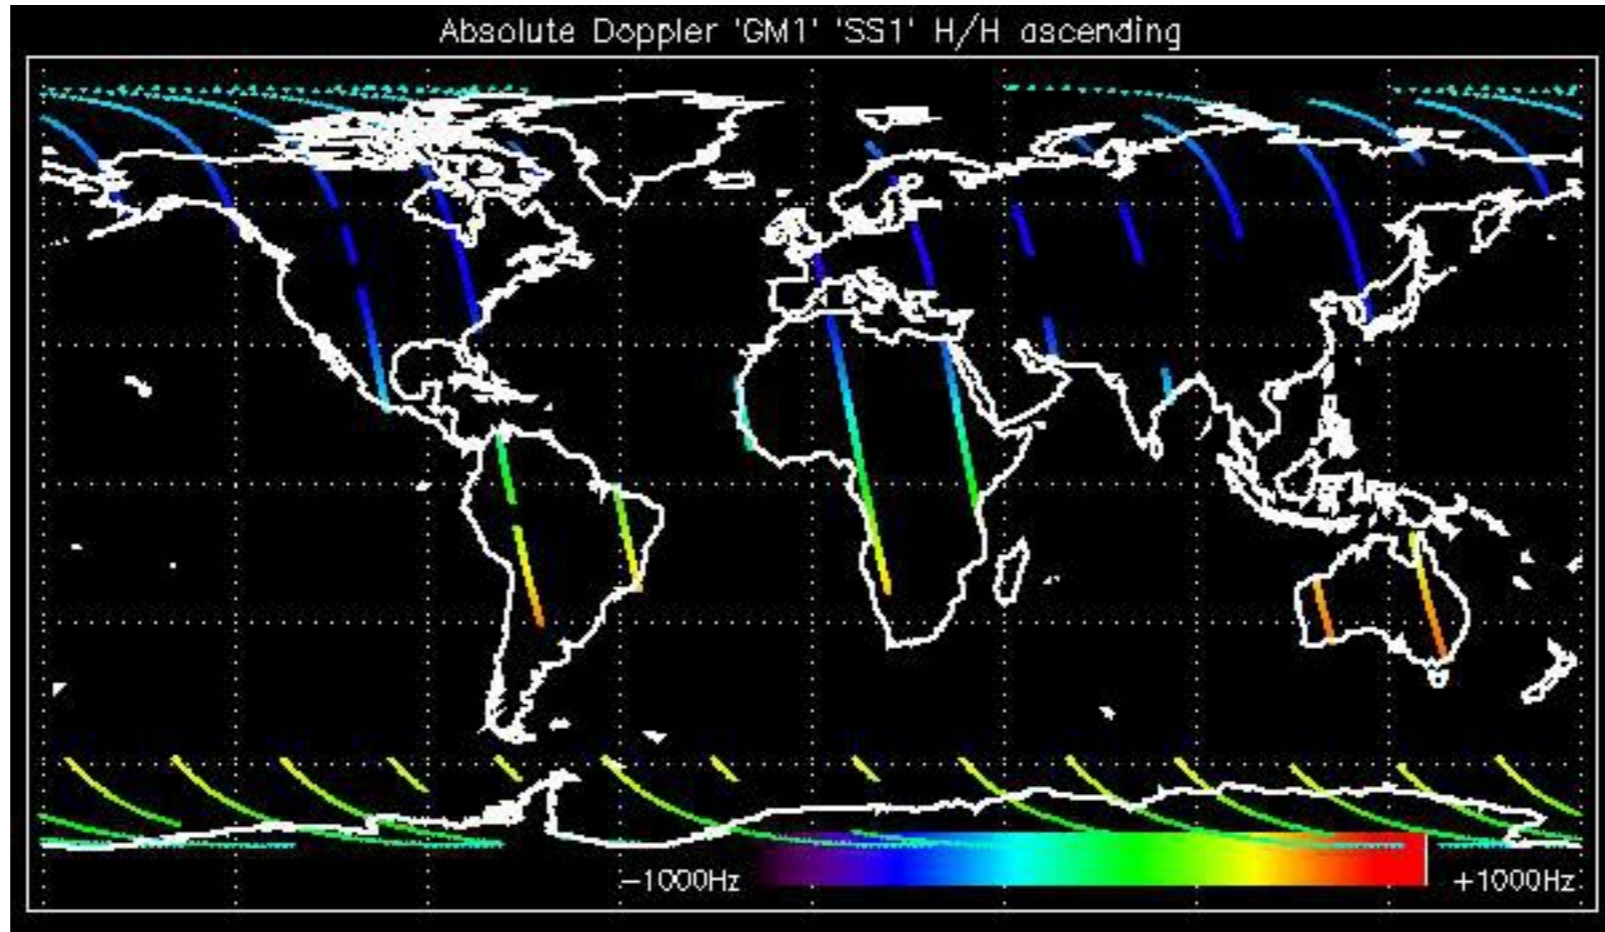 Absolute Doppler 'GM1' 'SS1' H/H ascending
−1000Hz
+1000Hz